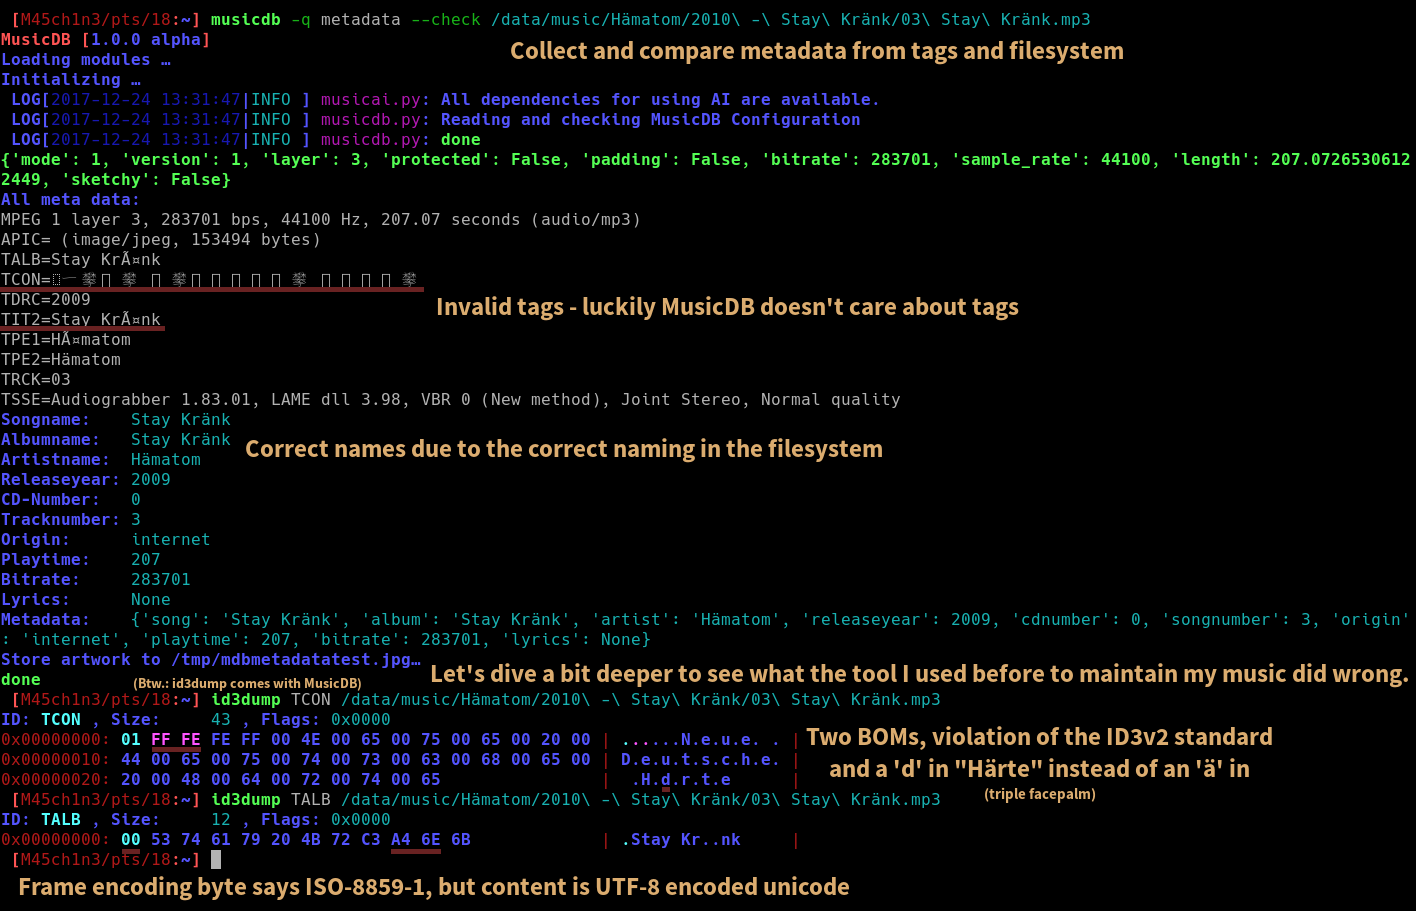 [M45ch1n3/pts/18:~] musicdb -q metadata --check /data/music/Hämatom/2010\ -\ Stay\ Kränk/03\ Stay\ Kränk.mp3
MusicDB [1.0.0 alpha]
Collect and compare metadata from tags and filesystem
Loading modules …
Initializing …
LOG[2017-12-24 13:31:47|INFO ] musicai.py: All dependencies for using AI are available.
LOG[2017-12-24 13:31:47|INFO ] musicdb.py: Reading and checking MusicDB Configuration
LOG[2017-12-24 13:31:47|INFO ] musicdb.py: done
{'mode': 1, 'version': 1, 'layer': 3, 'protected': False, 'padding': False, 'bitrate': 283701, 'sample_rate': 44100, 'length': 207.0726530612
2449, 'sketchy': False}
All meta data:
MPEG 1 layer 3, 283701 bps, 44100 Hz, 207.07 seconds (audio/mp3)
APIC= (image/jpeg, 153494 bytes)
TALB=Stay KrÃ¤nk
TCON=
TDRC=2009
Invalid tags - luckily MusicDB doesn't care about tags
TIT2=Stay KrÃ¤nk
TPE1=HÃ¤matom
TPE2=Hämatom
TRCK=03
TSSE=Audiograbber 1.83.01, LAME dll 3.98, VBR 0 (New method), Joint Stereo, Normal quality
Songname: Stay Kränk
Albumname: Stay Kränk
Correct names due to the correct naming in the filesystem
Artistname: Hämatom
Releaseyear: 2009
CD-Number: 0
Tracknumber: 3
Origin: internet
Playtime: 207
Bitrate: 283701
Lyrics: None
Metadata: {'song': 'Stay Kränk', 'album': 'Stay Kränk', 'artist': 'Hämatom', 'releaseyear': 2009, 'cdnumber': 0, 'songnumber': 3, 'origin'
: 'internet', 'playtime': 207, 'bitrate': 283701, 'lyrics': None}
Store artwork to /tmp/mdbmetadatatest.jpg…
Let's dive a bit deeper to see what the tool I used before to maintain my music did wrong.
done
(Btw.: id3dump comes with MusicDB)
[M45ch1n3/pts/18:~] id3dump TCON /data/music/Hämatom/2010\ -\ Stay\ Kränk/03\ Stay\ Kränk.mp3
ID: TCON , Size: 43 , Flags: 0x0000
0x00000000: 01 FF FE FE FF 00 4E 00 65 00 75 00 65 00 20 00 | ......N.e.u.e. . |
Two BOMs, violation of the ID3v2 standard
0x00000010: 44 00 65 00 75 00 74 00 73 00 63 00 68 00 65 00 | D.e.u.t.s.c.h.e. |
and a 'd' in "Härte" instead of an 'ä' in
0x00000020: 20 00 48 00 64 00 72 00 74 00 65 | .H.d.r.t.e |
(triple facepalm)
[M45ch1n3/pts/18:~] id3dump TALB /data/music/Hämatom/2010\ -\ Stay\ Kränk/03\ Stay\ Kränk.mp3
ID: TALB , Size: 12 , Flags: 0x0000
0x00000000: 00 53 74 61 79 20 4B 72 C3 A4 6E 6B | .Stay Kr..nk |
[M45ch1n3/pts/18:~]
Frame encoding byte says ISO-8859-1, but content is UTF-8 encoded unicode